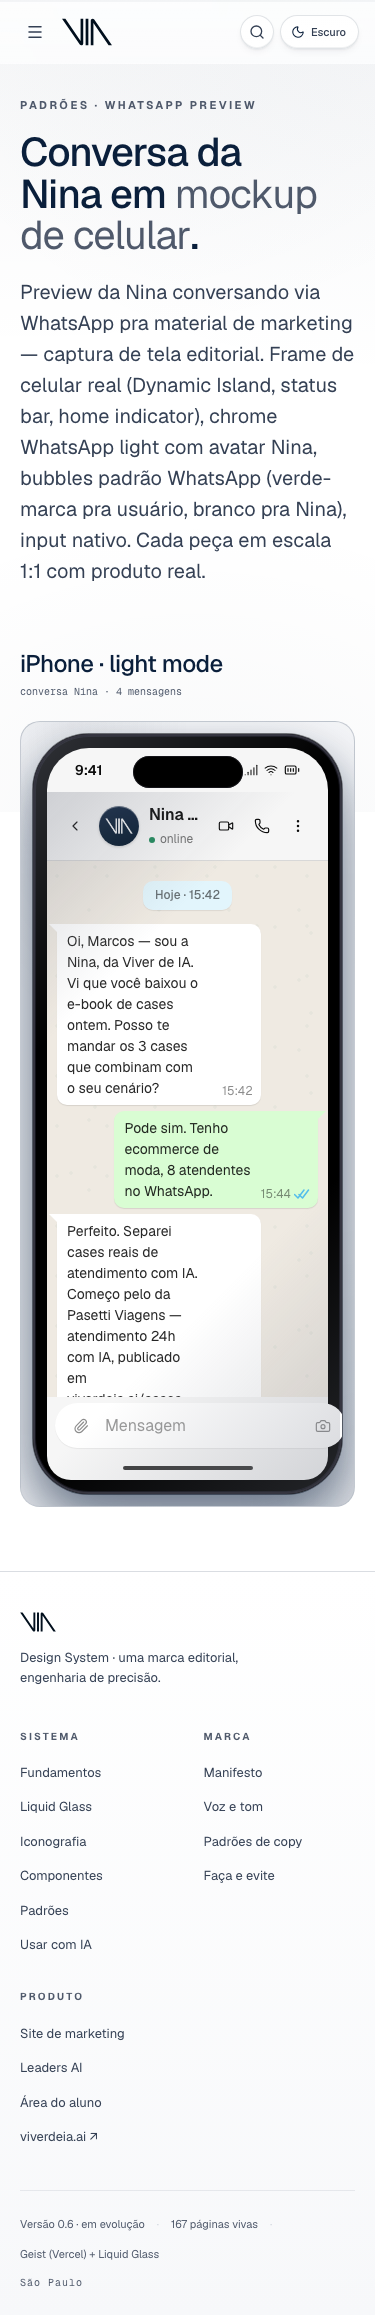 VIA
Escuro
PADRÕES · WHATSAPP PREVIEW
Conversa da
Nina em mockup
de celular.
Preview da Nina conversando via
WhatsApp pra material de marketing
— captura de tela editorial. Frame de
celular real (Dynamic Island, status
bar, home indicator), chrome
WhatsApp light com avatar Nina,
bubbles padrão WhatsApp (verde-
marca pra usuário, branco pra Nina),
input nativo. Cada peça em escala
1:1 com produto real.
iPhone · light mode
conversa Nina · 4 mensagens
9:41
VIA
Nina ...
online
Hoje · 15:42
Oi, Marcos — sou a
Nina, da Viver de IA.
Vi que você baixou o
e-book de cases
ontem. Posso te
mandar os 3 cases
que combinam com
o seu cenário?
15:42
Pode sim. Tenho
ecommerce de
moda, 8 atendentes
no WhatsApp.
15:44
Perfeito. Separei
cases reais de
atendimento com IA.
Começo pelo da
Pasetti Viagens —
atendimento 24h
com IA, publicado
em
Mensagem
VIA
Design System · uma marca editorial,
engenharia de precisão.
SISTEMA
Fundamentos
Liquid Glass
Iconografia
Componentes
Padrões
Usar com IA
MARCA
Manifesto
Voz e tom
Padrões de copy
Faça e evite
PRODUTO
Site de marketing
Leaders AI
Área do aluno
viverdeia.ai ↗
Versão 0.6 · em evolução · 167 páginas vivas ·
Geist (Vercel) + Liquid Glass
São Paulo